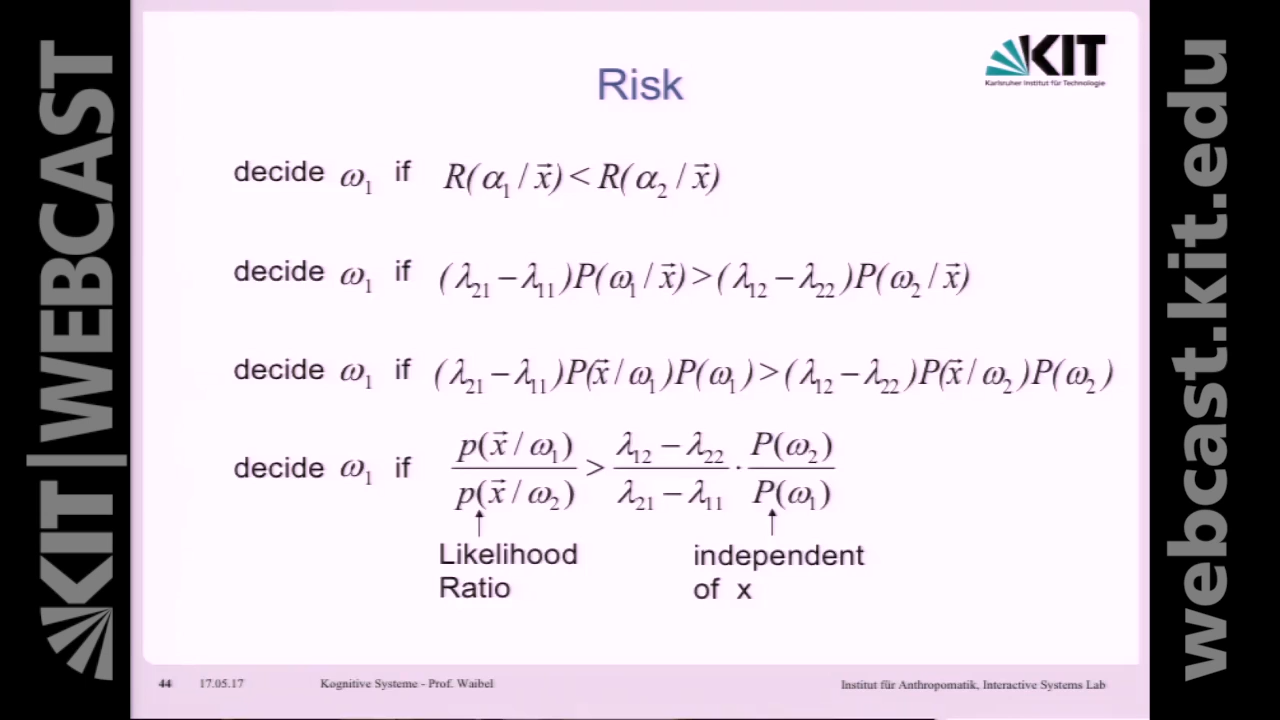 KIT|WEBCAST
KIT
Karlsruher Institut für Technologie
Risk
decide ω₁ if R(α₁/x⃗) < R(α₂/x⃗)
decide ω₁ if (λ₂₁ − λ₁₁)P(ω₁/x⃗) > (λ₁₂ − λ₂₂)P(ω₂/x⃗)
decide ω₁ if (λ₂₁ − λ₁₁)P(x⃗/ω₁)P(ω₁) > (λ₁₂ − λ₂₂)P(x⃗/ω₂)P(ω₂)
decide ω₁ if p(x⃗/ω₁) / p(x⃗/ω₂) > (λ₁₂ − λ₂₂) / (λ₂₁ − λ₁₁) · P(ω₂) / P(ω₁)
Likelihood
Ratio
independent
of x
44 17.05.17 Kognitive Systeme - Prof. Waibel Institut für Anthropomatik, Interactive Systems Lab
webcast.kit.edu